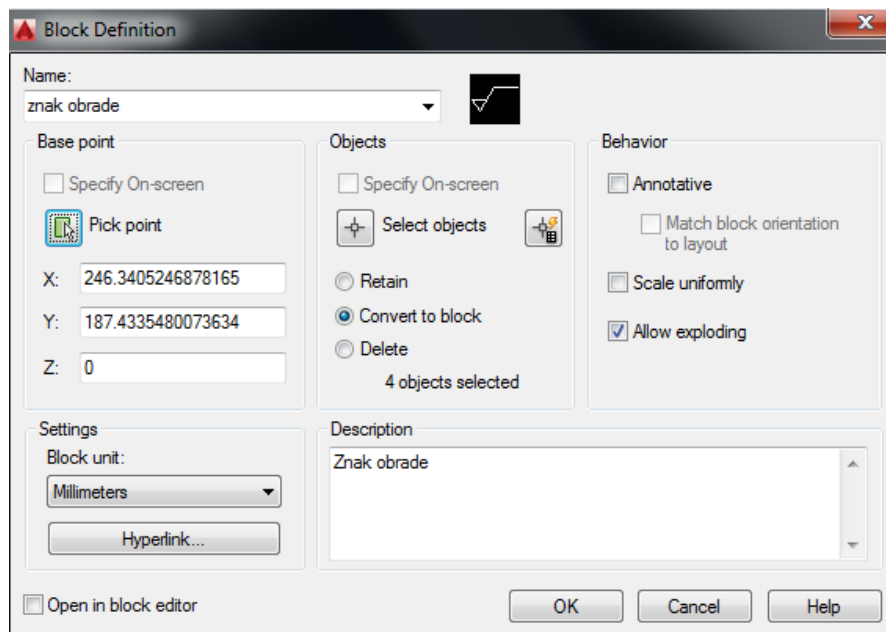 Block Definition
Name:
znak obrade
Base point
Specify On-screen
Pick point
X: 246.3405246878165
Y: 187.4335480073634
Z: 0
Objects
Specify On-screen
Select objects
Retain
Convert to block
Delete
4 objects selected
Behavior
Annotative
Match block orientation
to layout
Scale uniformly
Allow exploding
Settings
Block unit:
Millimeters
Hyperlink...
Description
Znak obrade
Open in block editor
OK
Cancel
Help